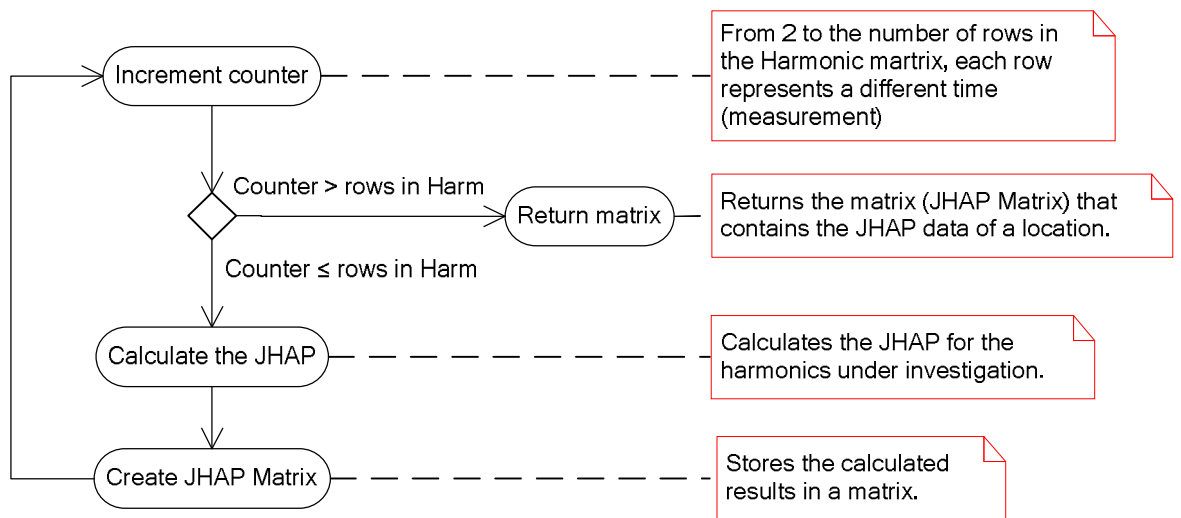 Increment counter
From 2 to the number of rows in
the Harmonic martrix, each row
represents a different time
(measurement)
Counter > rows in Harm
Return matrix
Returns the matrix (JHAP Matrix) that
contains the JHAP data of a location.
Counter ≤ rows in Harm
Calculate the JHAP
Calculates the JHAP for the
harmonics under investigation.
Create JHAP Matrix
Stores the calculated
results in a matrix.